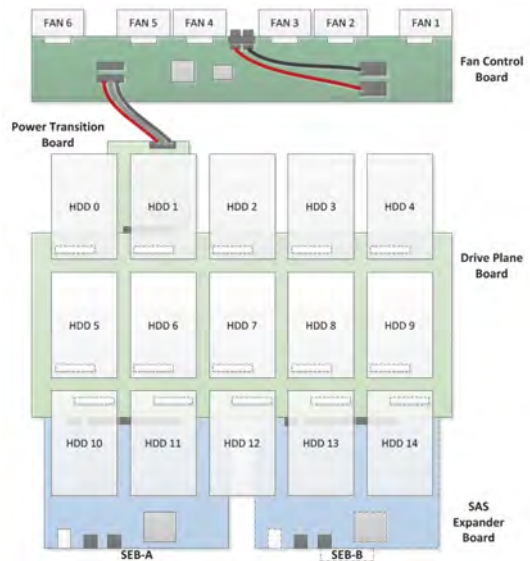 FAN 6
FAN 5
FAN 4
FAN 3
FAN 2
FAN 1
Fan Control
Board
Power Transition
Board
HDD 0
HDD 1
HDD 2
HDD 3
HDD 4
Drive Plane
Board
HDD 5
HDD 6
HDD 7
HDD 8
HDD 9
HDD 10
HDD 11
HDD 12
HDD 13
HDD 14
SAS
Expander
Board
SEB-A
SEB-B